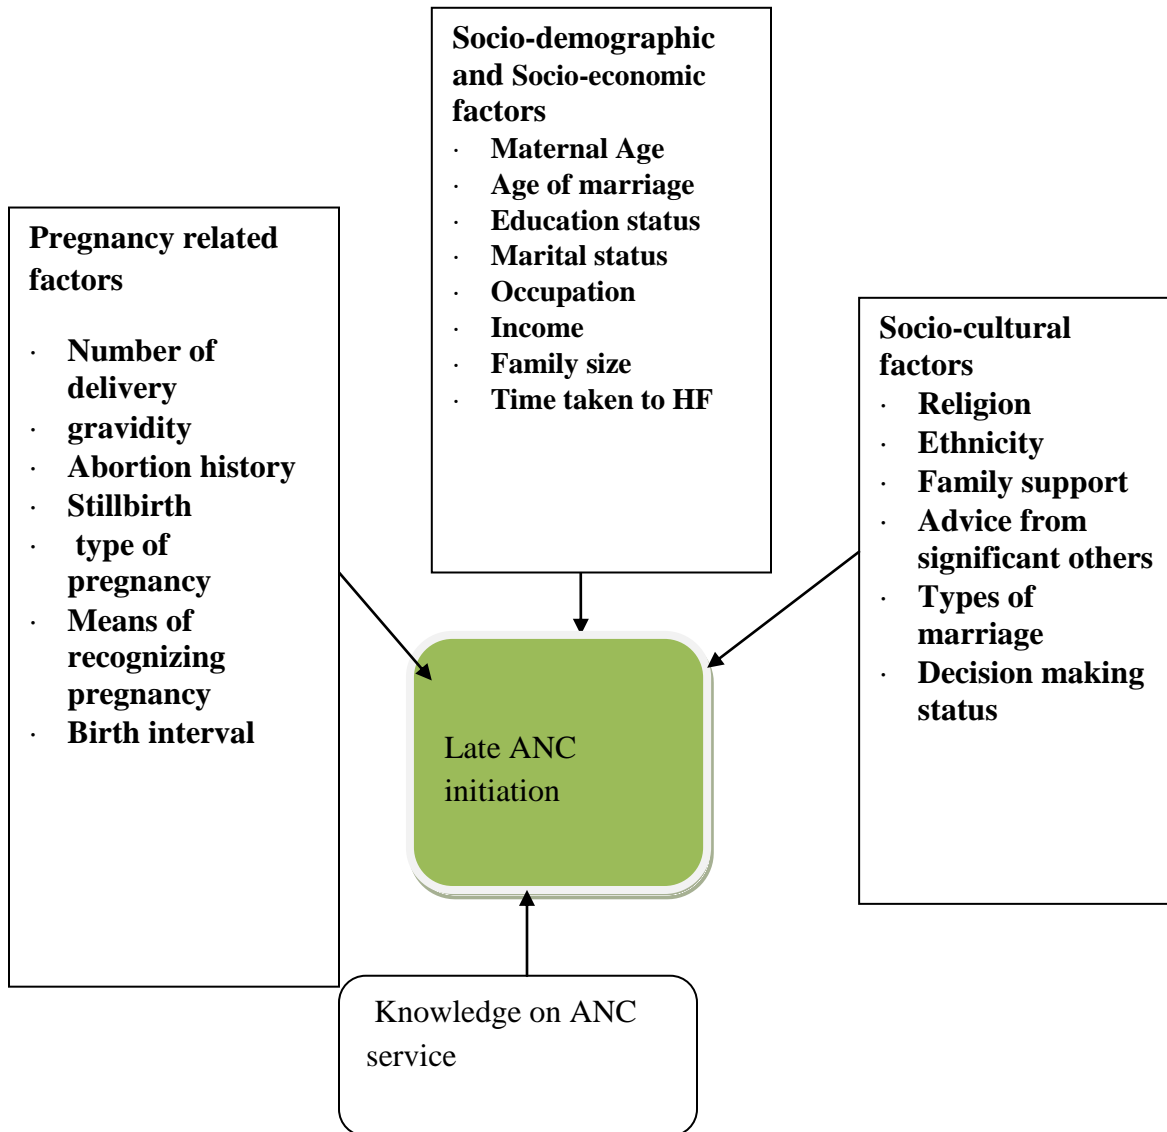 Socio-demographic
and Socio-economic
factors
· Maternal Age
· Age of marriage
· Education status
· Marital status
· Occupation
· Income
· Family size
· Time taken to HF
Pregnancy related
factors
· Number of
delivery
· gravidity
· Abortion history
· Stillbirth
· type of
pregnancy
· Means of
recognizing
pregnancy
· Birth interval
Socio-cultural
factors
· Religion
· Ethnicity
· Family support
· Advice from
significant others
· Types of
marriage
· Decision making
status
Late ANC
initiation
Knowledge on ANC
service